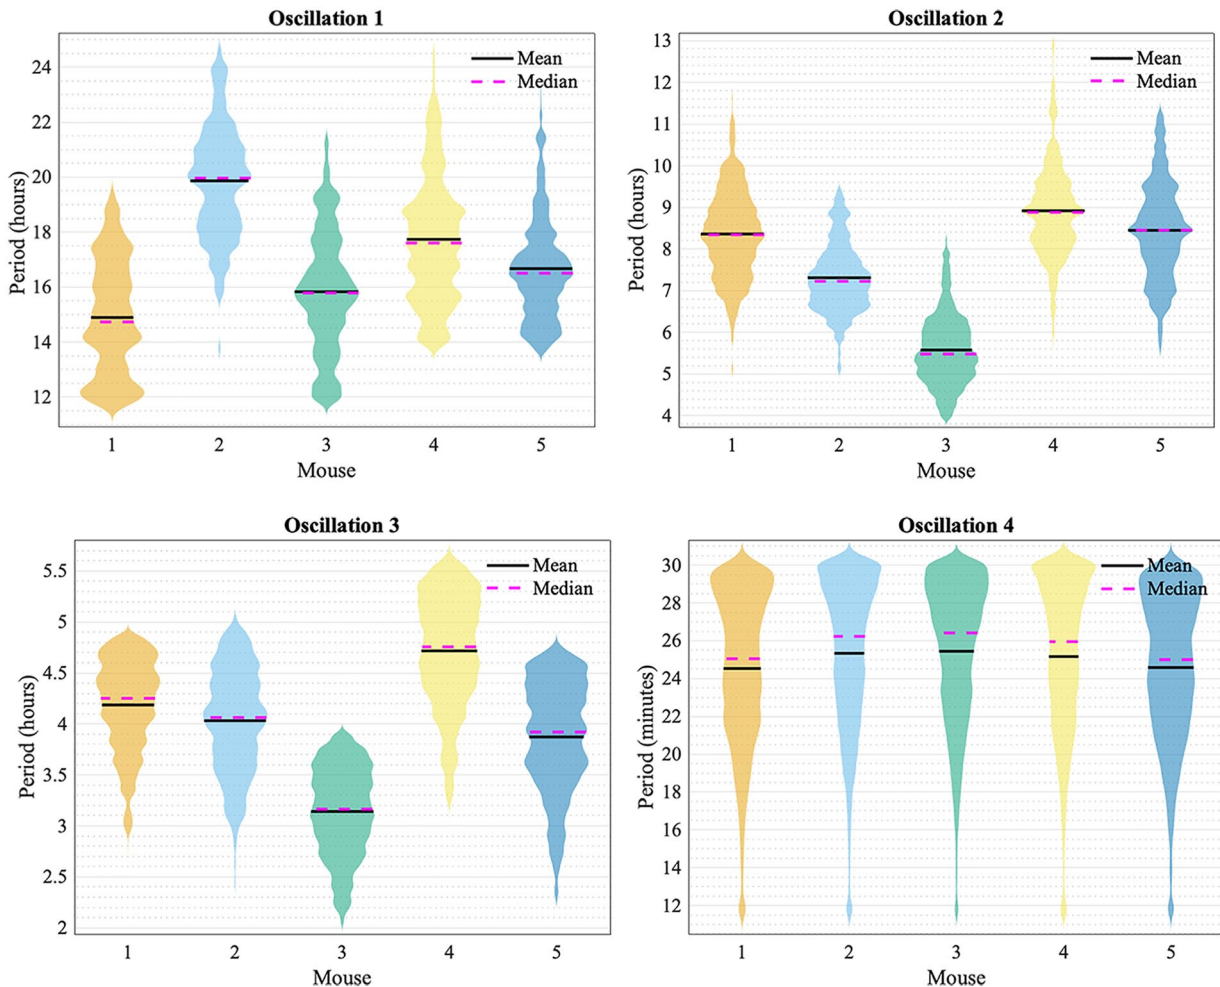 Oscillation 1
Mean
Median
Period (hours)
24
22
20
18
16
14
12
1 2 3 4 5
Mouse
Oscillation 2
Mean
Median
Period (hours)
13
12
11
10
9
8
7
6
5
4
1 2 3 4 5
Mouse
Oscillation 3
Mean
Median
Period (hours)
5.5
5
4.5
4
3.5
3
2.5
2
1 2 3 4 5
Mouse
Oscillation 4
Mean
Median
Period (minutes)
30
28
26
24
22
20
18
16
14
12
1 2 3 4 5
Mouse